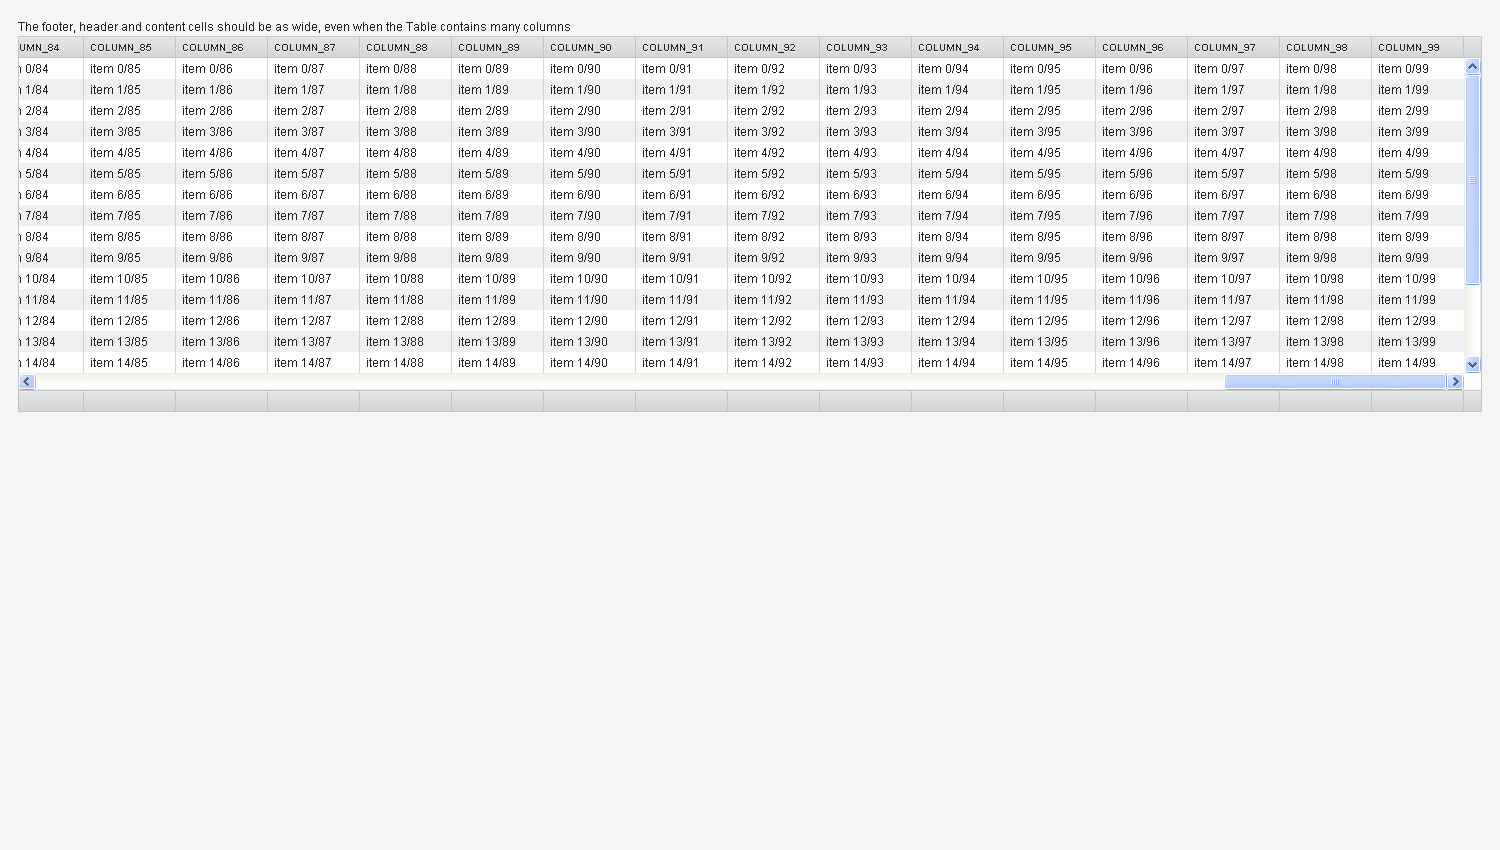 The footer, header and content cells should be as wide, even when the Table contains many columns
UMN_84 COLUMN_85 COLUMN_86 COLUMN_87 COLUMN_88 COLUMN_89 COLUMN_90 COLUMN_91 COLUMN_92 COLUMN_93 COLUMN_94 COLUMN_95 COLUMN_96 COLUMN_97 COLUMN_98 COLUMN_99
0/84 item 0/85 item 0/86 item 0/87 item 0/88 item 0/89 item 0/90 item 0/91 item 0/92 item 0/93 item 0/94 item 0/95 item 0/96 item 0/97 item 0/98 item 0/99
1/84 item 1/85 item 1/86 item 1/87 item 1/88 item 1/89 item 1/90 item 1/91 item 1/92 item 1/93 item 1/94 item 1/95 item 1/96 item 1/97 item 1/98 item 1/99
2/84 item 2/85 item 2/86 item 2/87 item 2/88 item 2/89 item 2/90 item 2/91 item 2/92 item 2/93 item 2/94 item 2/95 item 2/96 item 2/97 item 2/98 item 2/99
3/84 item 3/85 item 3/86 item 3/87 item 3/88 item 3/89 item 3/90 item 3/91 item 3/92 item 3/93 item 3/94 item 3/95 item 3/96 item 3/97 item 3/98 item 3/99
4/84 item 4/85 item 4/86 item 4/87 item 4/88 item 4/89 item 4/90 item 4/91 item 4/92 item 4/93 item 4/94 item 4/95 item 4/96 item 4/97 item 4/98 item 4/99
5/84 item 5/85 item 5/86 item 5/87 item 5/88 item 5/89 item 5/90 item 5/91 item 5/92 item 5/93 item 5/94 item 5/95 item 5/96 item 5/97 item 5/98 item 5/99
6/84 item 6/85 item 6/86 item 6/87 item 6/88 item 6/89 item 6/90 item 6/91 item 6/92 item 6/93 item 6/94 item 6/95 item 6/96 item 6/97 item 6/98 item 6/99
7/84 item 7/85 item 7/86 item 7/87 item 7/88 item 7/89 item 7/90 item 7/91 item 7/92 item 7/93 item 7/94 item 7/95 item 7/96 item 7/97 item 7/98 item 7/99
8/84 item 8/85 item 8/86 item 8/87 item 8/88 item 8/89 item 8/90 item 8/91 item 8/92 item 8/93 item 8/94 item 8/95 item 8/96 item 8/97 item 8/98 item 8/99
9/84 item 9/85 item 9/86 item 9/87 item 9/88 item 9/89 item 9/90 item 9/91 item 9/92 item 9/93 item 9/94 item 9/95 item 9/96 item 9/97 item 9/98 item 9/99
10/84 item 10/85 item 10/86 item 10/87 item 10/88 item 10/89 item 10/90 item 10/91 item 10/92 item 10/93 item 10/94 item 10/95 item 10/96 item 10/97 item 10/98 item 10/99
11/84 item 11/85 item 11/86 item 11/87 item 11/88 item 11/89 item 11/90 item 11/91 item 11/92 item 11/93 item 11/94 item 11/95 item 11/96 item 11/97 item 11/98 item 11/99
12/84 item 12/85 item 12/86 item 12/87 item 12/88 item 12/89 item 12/90 item 12/91 item 12/92 item 12/93 item 12/94 item 12/95 item 12/96 item 12/97 item 12/98 item 12/99
13/84 item 13/85 item 13/86 item 13/87 item 13/88 item 13/89 item 13/90 item 13/91 item 13/92 item 13/93 item 13/94 item 13/95 item 13/96 item 13/97 item 13/98 item 13/99
14/84 item 14/85 item 14/86 item 14/87 item 14/88 item 14/89 item 14/90 item 14/91 item 14/92 item 14/93 item 14/94 item 14/95 item 14/96 item 14/97 item 14/98 item 14/99